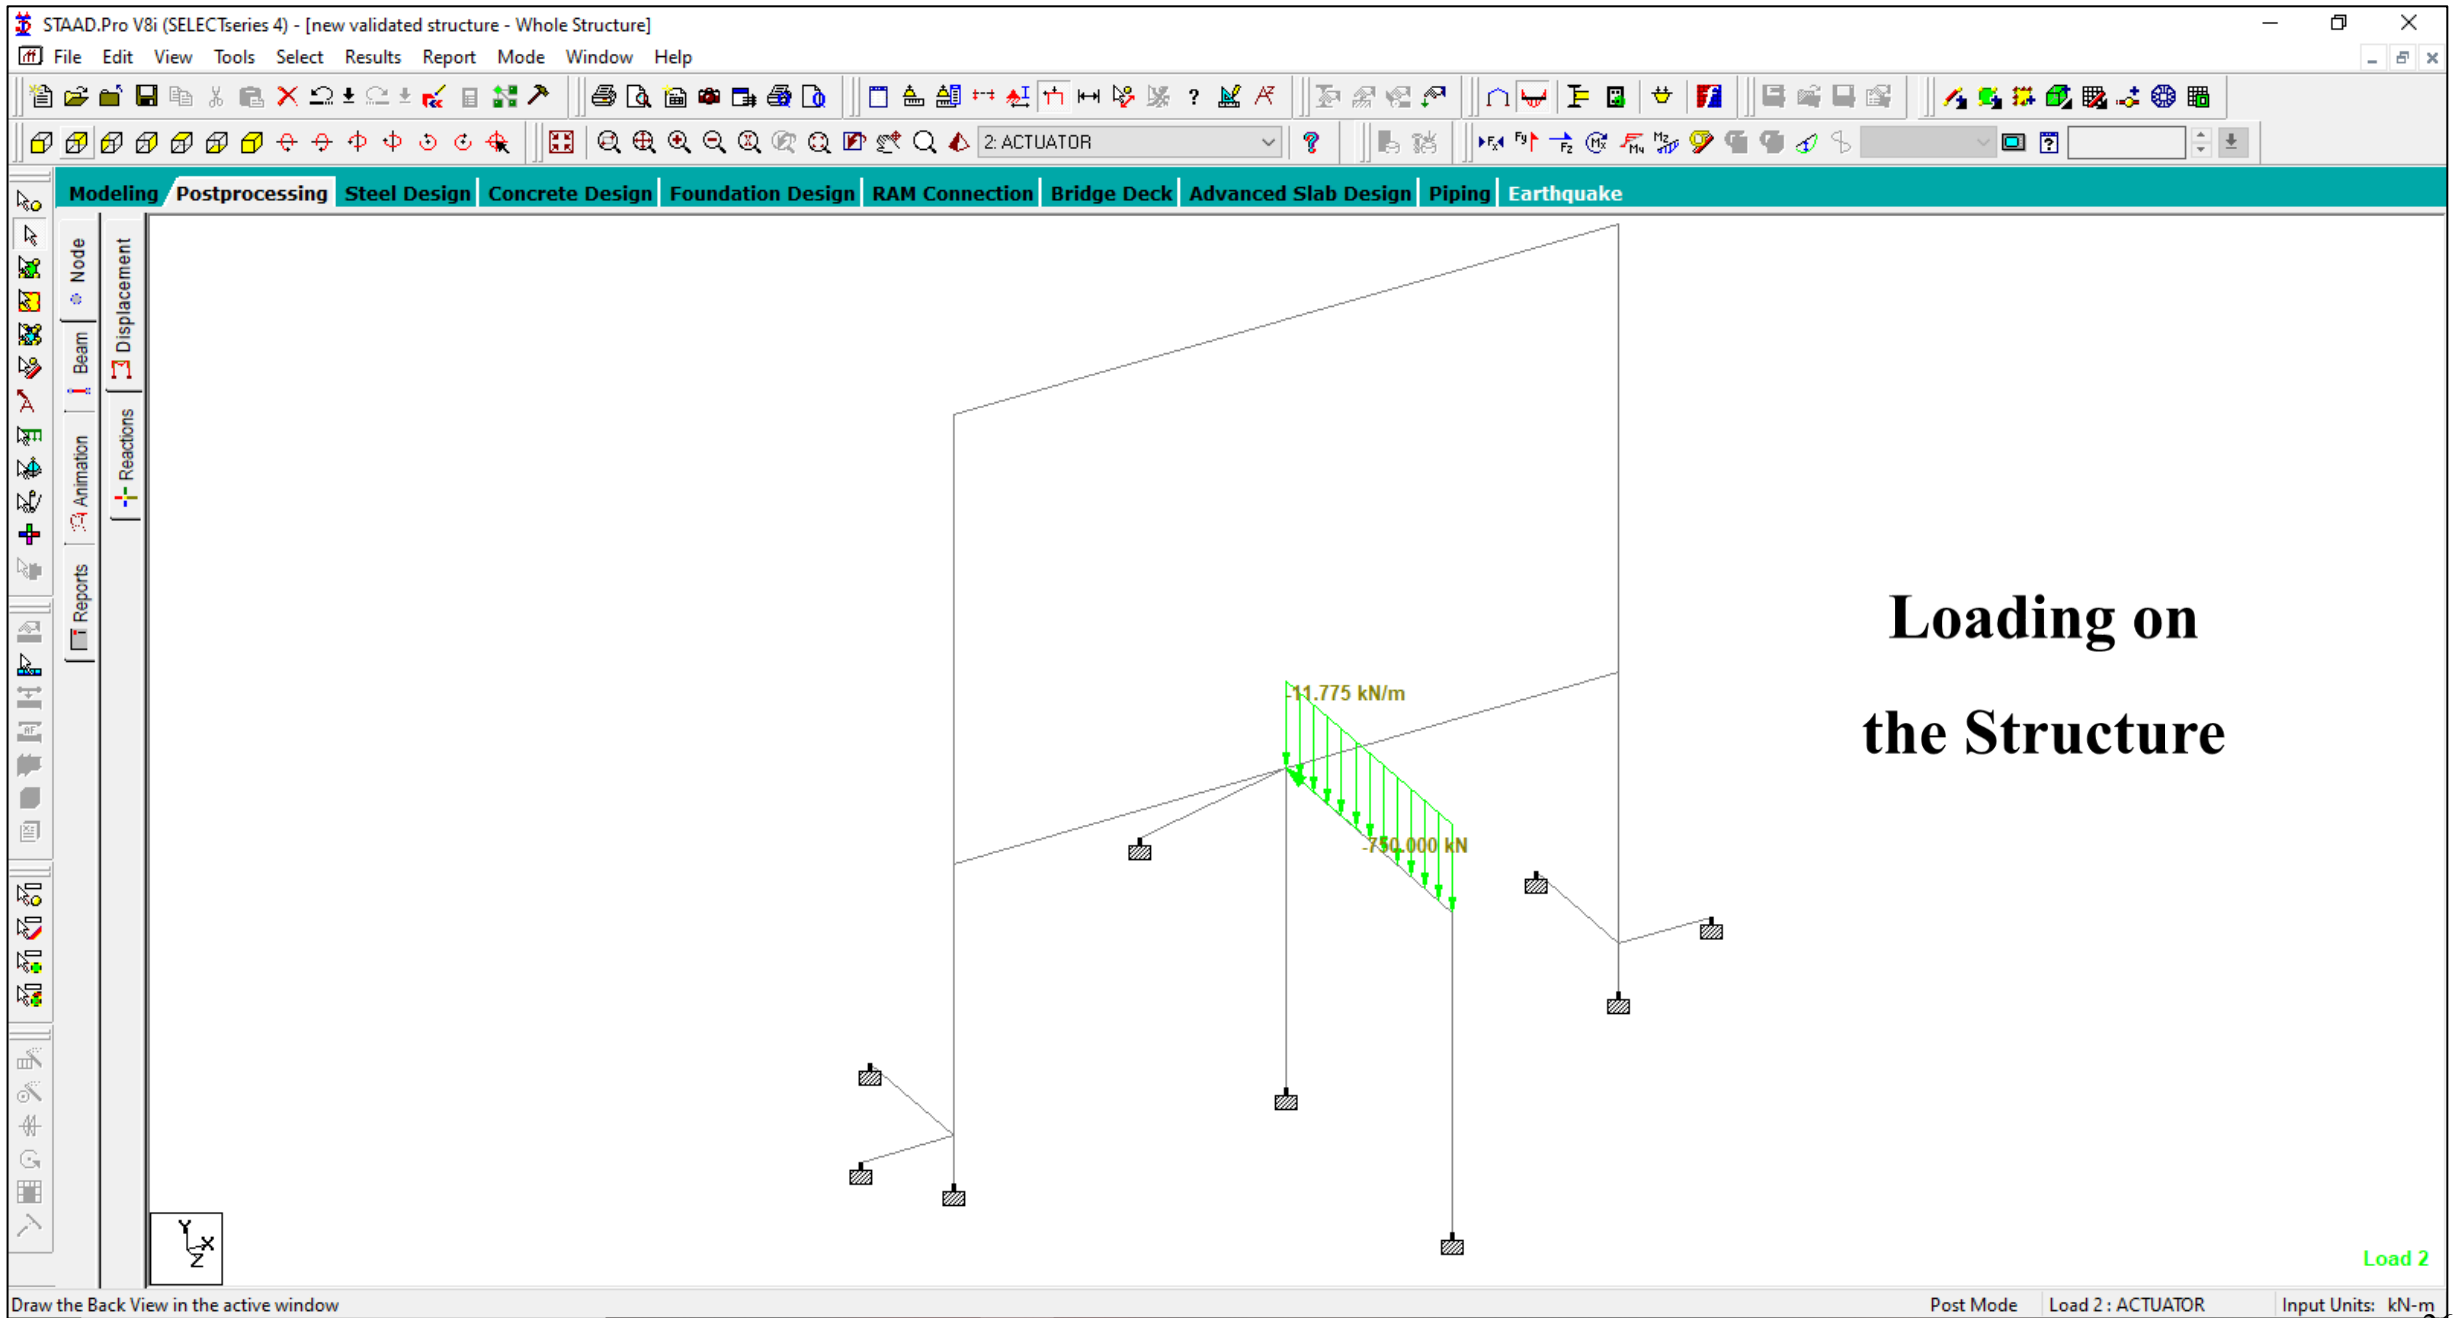 STAAD.Pro V8i (SELECTseries 4) - [new validated structure - Whole Structure]
File Edit View Tools Select Results Report Mode Window Help
2: ACTUATOR
Modeling Postprocessing Steel Design Concrete Design Foundation Design RAM Connection Bridge Deck Advanced Slab Design Piping Earthquake
Node
Beam
Animation
Reports
Displacement
Reactions
-11.775 kN/m
-750.000 kN
Loading on
the Structure
Y
X
Z
Load 2
Draw the Back View in the active window
Post Mode Load 2 : ACTUATOR Input Units: kN-m